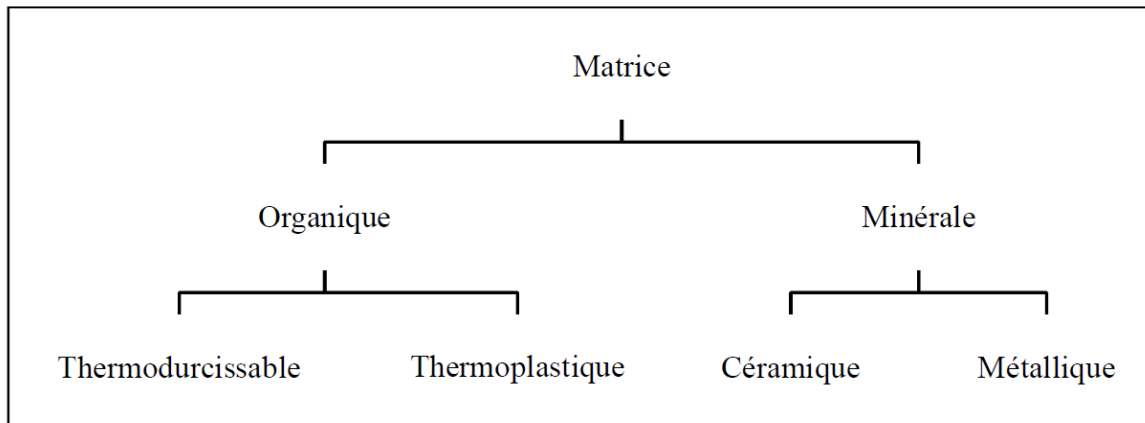 Matrice
Organique Minérale
Thermodurcissable Thermoplastique Céramique Métallique